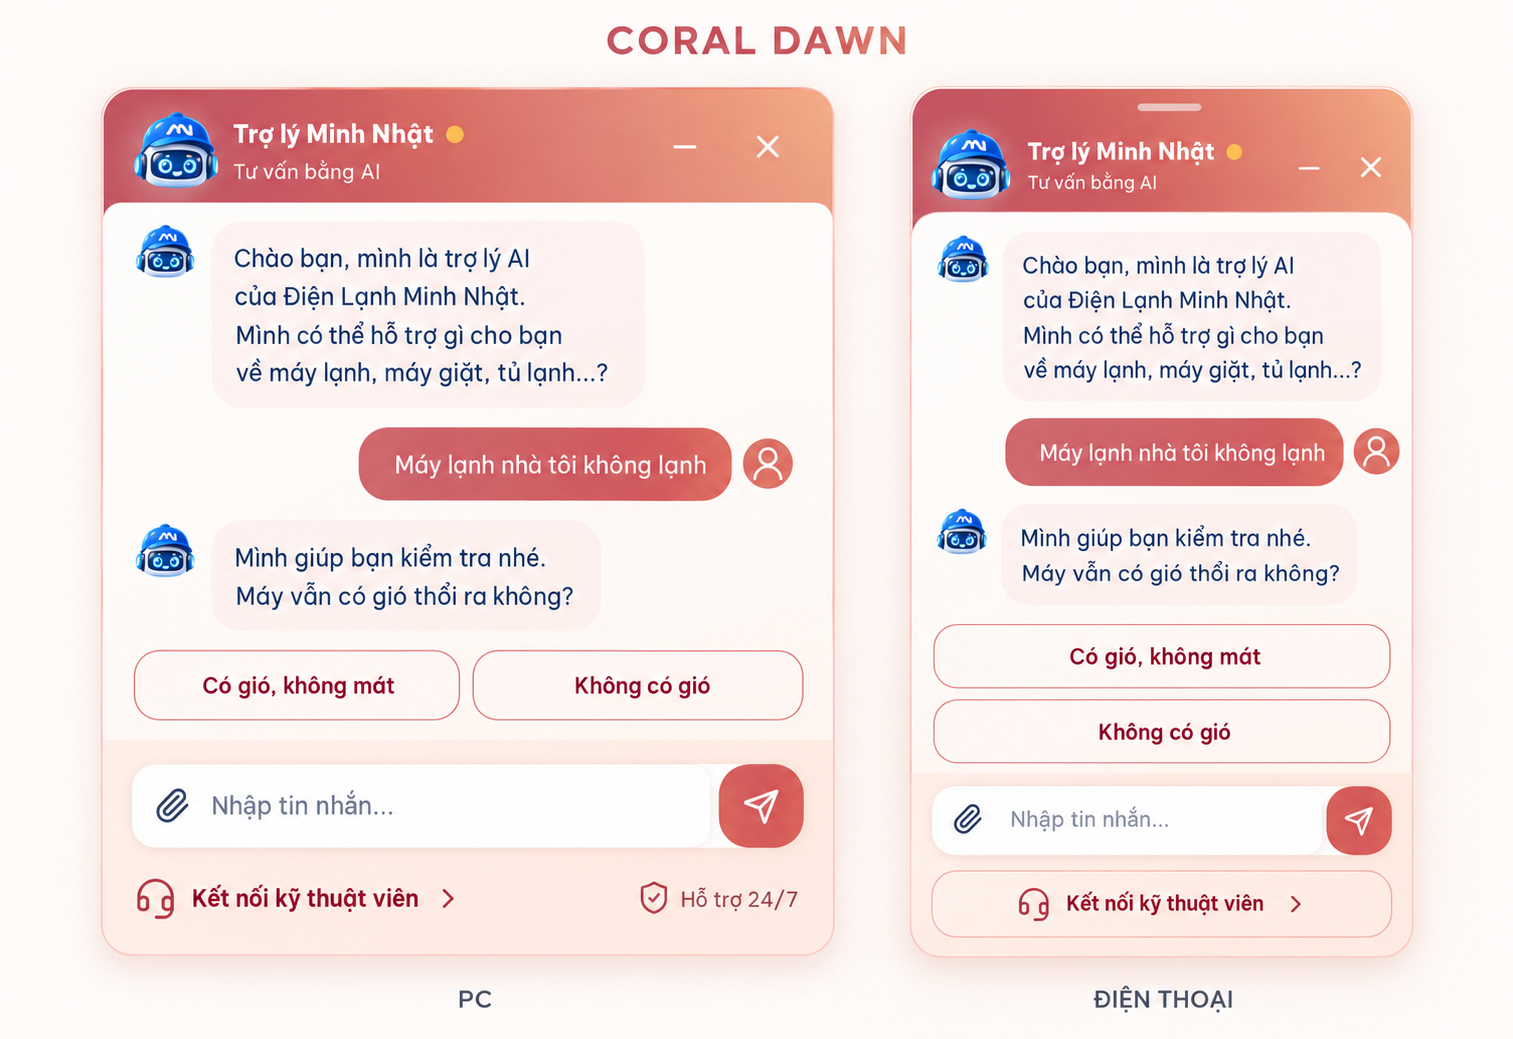 CORAL DAWN
Trợ lý Minh Nhật
Tư vấn bằng AI
Chào bạn, mình là trợ lý AI
của Điện Lạnh Minh Nhật.
Mình có thể hỗ trợ gì cho bạn
về máy lạnh, máy giặt, tủ lạnh...?
Máy lạnh nhà tôi không lạnh
Mình giúp bạn kiểm tra nhé.
Máy vẫn có gió thổi ra không?
Có gió, không mát
Không có gió
Nhập tin nhắn...
Kết nối kỹ thuật viên
Hỗ trợ 24/7
PC
Trợ lý Minh Nhật
Tư vấn bằng AI
Chào bạn, mình là trợ lý AI
của Điện Lạnh Minh Nhật.
Mình có thể hỗ trợ gì cho bạn
về máy lạnh, máy giặt, tủ lạnh...?
Máy lạnh nhà tôi không lạnh
Mình giúp bạn kiểm tra nhé.
Máy vẫn có gió thổi ra không?
Có gió, không mát
Không có gió
Nhập tin nhắn...
Kết nối kỹ thuật viên
ĐIỆN THOẠI